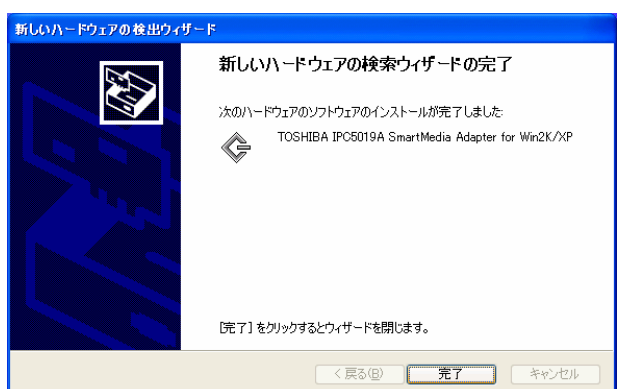 新しいハードウェアの検出ウィザード
新しいハードウェアの検索ウィザードの完了
次のハードウェアのソフトウェアのインストールが完了しました:
TOSHIBA IPC5019A SmartMedia Adapter for Win2K/XP
[完了] をクリックするとウィザードを閉じます。
< 戻る(B)
完了
キャンセル